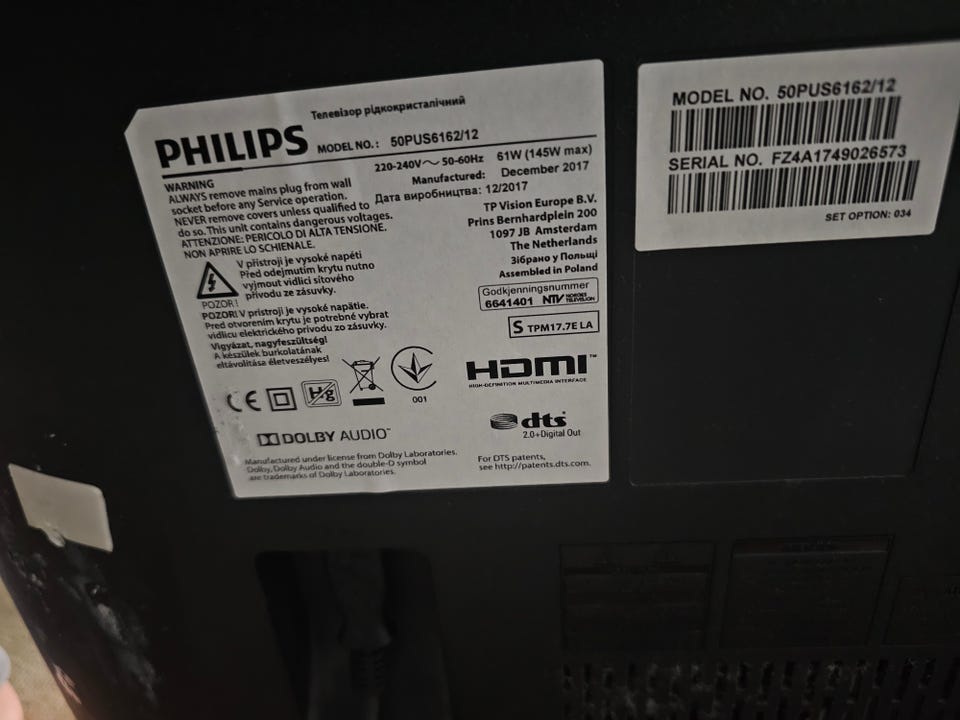 Телевізор рідкокристалічний
PHILIPS MODEL NO.: 50PUS6162/12
220-240V ~ 50-60Hz 61W (145W max)
Manufactured: December 2017
Дата виробництва: 12/2017
WARNING
ALWAYS remove mains plug from wall
socket before any Service operation.
NEVER remove covers unless qualified to
do so. This unit contains dangerous voltages.
ATTENZIONE: PERICOLO DI ALTA TENSIONE.
NON APRIRE LO SCHIENALE.
V přístroji je vysoké napětí
Před odejmutím krytu nutno
vyjmout vidlici síťového
přívodu ze zásuvky.
POZOR!
POZOR! V prístroji je vysoké napätie.
Pred otvorením krytu je potrebné vybrat
vidlicu elektrického prívodu zo zásuvky.
Vigyázat, nagyfeszültség!
A készülek burkolatának
eltávolítása életveszélyes!
TP Vision Europe B.V.
Prins Bernhardplein 200
1097 JB Amsterdam
The Netherlands
Зібрано у Польщі
Assembled in Poland
Godkjenningsnummer
6641401 NTV NORGES TELEVISION
S TPM17.7E LA
CE Hg
001
HDMI™
HIGH-DEFINITION MULTIMEDIA INTERFACE
DOLBY AUDIO™
dts
2.0+Digital Out
Manufactured under license from Dolby Laboratories.
Dolby, Dolby Audio and the double-D symbol
are trademarks of Dolby Laboratories.
For DTS patents,
see http://patents.dts.com.
MODEL NO. 50PUS6162/12
SERIAL NO. FZ4A1749026573
SET OPTION: 034